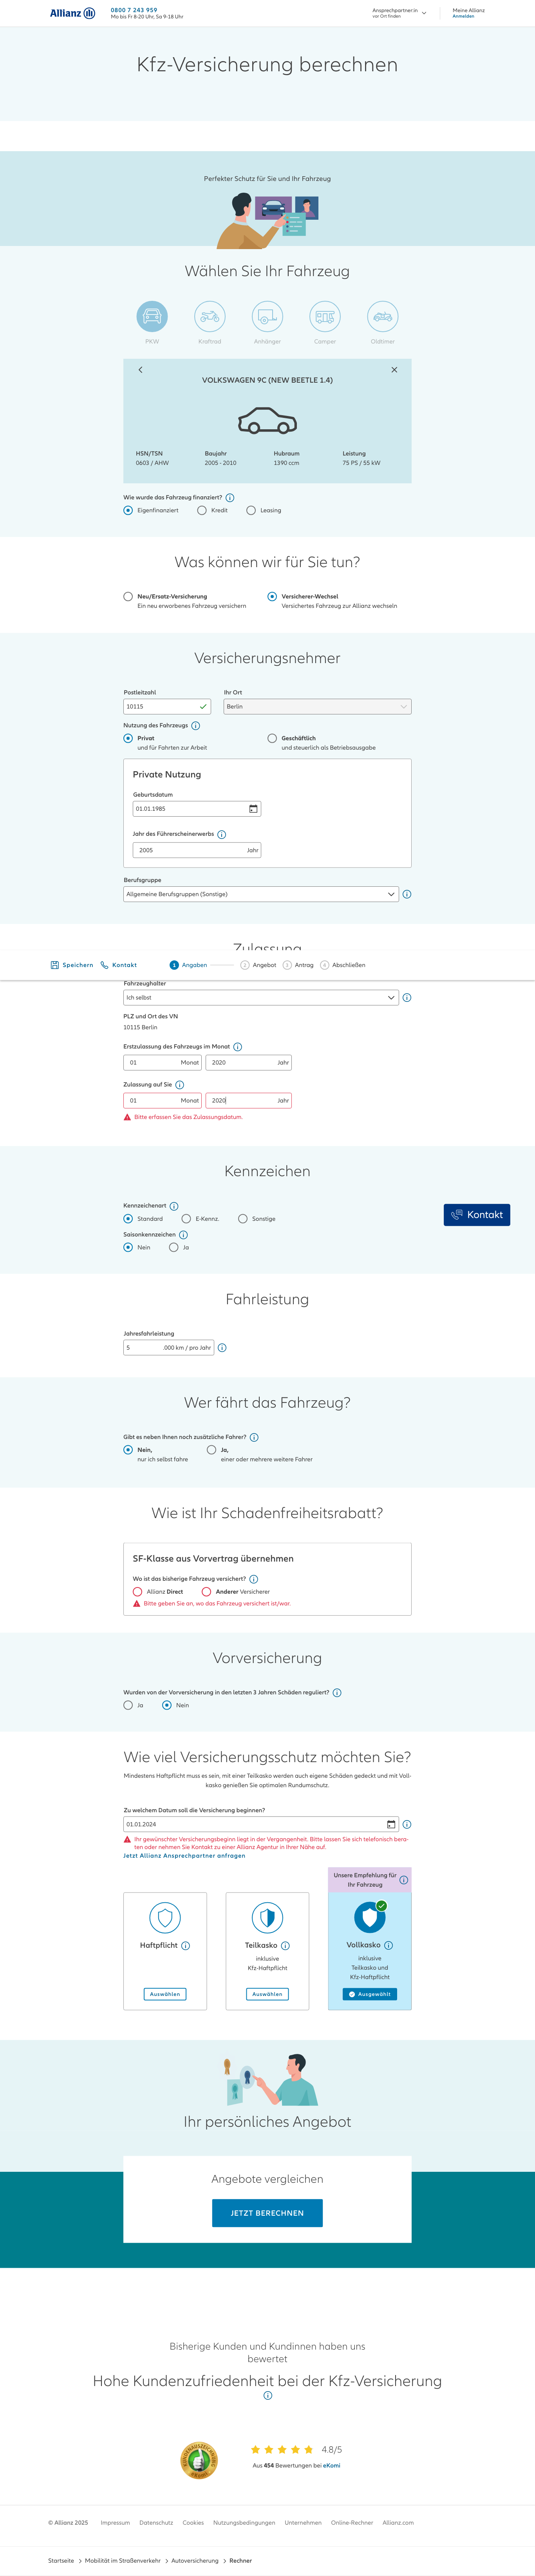 Allianz
0800 7 243 959
Mo bis Fr 8-20 Uhr, Sa 9-18 Uhr
Ansprechpartner:in
vor Ort finden
Meine Allianz
Anmelden
Kfz-Versicherung berechnen
Perfekter Schutz für Sie und Ihr Fahrzeug
Wählen Sie Ihr Fahrzeug
PKW
Kraftrad
Anhänger
Camper
Oldtimer
VOLKSWAGEN 9C (NEW BEETLE 1.4)
HSN/TSN
Baujahr
Hubraum
Leistung
0603 / AHW
2005 - 2010
1390 ccm
75 PS / 55 kW
Wie wurde das Fahrzeug finanziert?
Eigenfinanziert
Kredit
Leasing
Was können wir für Sie tun?
Neu/Ersatz-Versicherung
Ein neu erworbenes Fahrzeug versichern
Versicherer-Wechsel
Versichertes Fahrzeug zur Allianz wechseln
Versicherungsnehmer
Postleitzahl
Ihr Ort
10115
Berlin
Nutzung des Fahrzeugs
Privat
und für Fahrten zur Arbeit
Geschäftlich
und steuerlich als Betriebsausgabe
Private Nutzung
Geburtsdatum
01.01.1985
Jahr des Führerscheinerwerbs
2005 Jahr
Berufsgruppe
Allgemeine Berufsgruppen (Sonstige)
Zulassung
Speichern
Kontakt
1 Angaben
2 Angebot
3 Antrag
4 Abschließen
Fahrzeughalter
Ich selbst
PLZ und Ort des VN
10115 Berlin
Erstzulassung des Fahrzeugs im Monat
01 Monat
2020 Jahr
Zulassung auf Sie
01 Monat
2020 Jahr
Bitte erfassen Sie das Zulassungsdatum.
Kennzeichen
Kennzeichenart
Standard
E-Kennz.
Sonstige
Kontakt
Saisonkennzeichen
Nein
Ja
Fahrleistung
Jahresfahrleistung
5 .000 km / pro Jahr
Wer fährt das Fahrzeug?
Gibt es neben Ihnen noch zusätzliche Fahrer?
Nein,
nur ich selbst fahre
Ja,
einer oder mehrere weitere Fahrer
Wie ist Ihr Schadenfreiheitsrabatt?
SF-Klasse aus Vorvertrag übernehmen
Wo ist das bisherige Fahrzeug versichert?
Allianz Direct
Anderer Versicherer
Bitte geben Sie an, wo das Fahrzeug versichert ist/war.
Vorversicherung
Wurden von der Vorversicherung in den letzten 3 Jahren Schäden reguliert?
Ja
Nein
Wie viel Versicherungsschutz möchten Sie?
Mindestens Haftpflicht muss es sein, mit einer Teilkasko werden auch eigene Schäden gedeckt und mit Voll-
kasko genießen Sie optimalen Rundumschutz.
Zu welchem Datum soll die Versicherung beginnen?
01.01.2024
Ihr gewünschter Versicherungsbeginn liegt in der Vergangenheit. Bitte lassen Sie sich telefonisch bera-
ten oder nehmen Sie Kontakt zu einer Allianz Agentur in Ihrer Nähe auf.
Jetzt Allianz Ansprechpartner anfragen
Unsere Empfehlung für
Ihr Fahrzeug
Haftpflicht
Auswählen
Teilkasko
inklusive
Kfz-Haftpflicht
Auswählen
Vollkasko
inklusive
Teilkasko und
Kfz-Haftpflicht
Ausgewählt
Ihr persönliches Angebot
Angebote vergleichen
JETZT BERECHNEN
Bisherige Kunden und Kundinnen haben uns
bewertet
Hohe Kundenzufriedenheit bei der Kfz-Versicherung
4.8/5
Aus 454 Bewertungen bei eKomi
© Allianz 2025
Impressum
Datenschutz
Cookies
Nutzungsbedingungen
Unternehmen
Online-Rechner
Allianz.com
Startseite
Mobilität im Straßenverkehr
Autoversicherung
Rechner